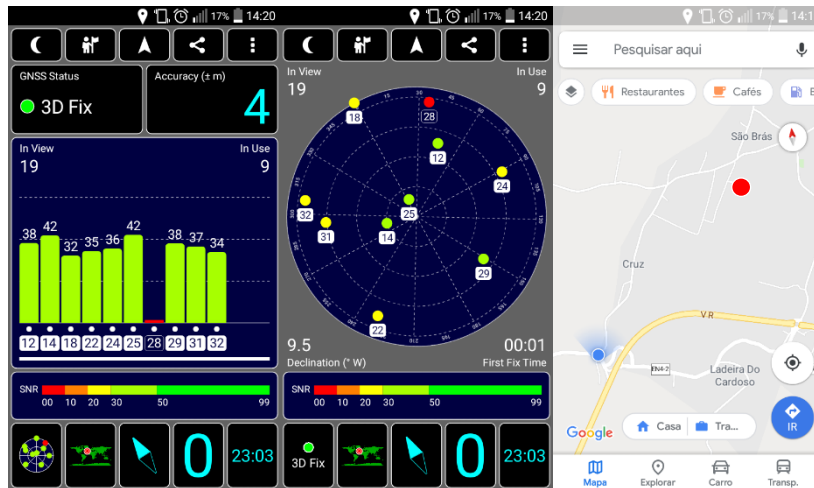 17% 14:20
GNSS Status
3D Fix
Accuracy (± m)
4
In View
19
In Use
9
38 42 32 35 36 42 38 37 34
12 14 18 22 24 25 28 29 31 32
SNR
00 10 20 30 50 99
0
23:03
17% 14:20
In View
19
In Use
9
18
28
12
24
32
25
31
14
29
22
9.5
Declination (° W)
00:01
First Fix Time
SNR
00 10 20 30 50 99
3D Fix
0
23:03
17% 14:1
Pesquisar aqui
Restaurantes
Cafés
São Brás
Cruz
V R
EN4-2
Ladeira Do
Cardoso
Google
Casa
Tra...
IR
Mapa
Explorar
Carro
Transp.